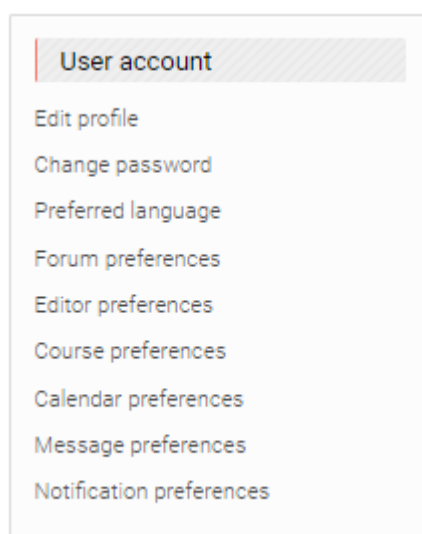 User account
Edit profile
Change password
Preferred language
Forum preferences
Editor preferences
Course preferences
Calendar preferences
Message preferences
Notification preferences